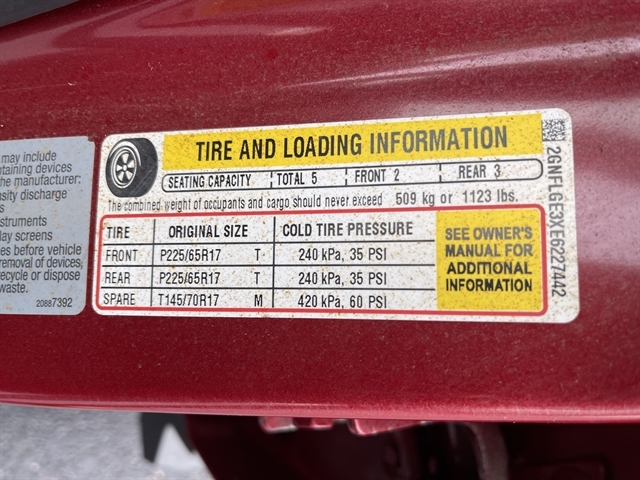 may include
taining devices
the manufacturer:
sity discharge
struments
lay screens
es before vehicle
removal of devices,
ecycle or dispose
waste.
20887392
TIRE AND LOADING INFORMATION
SEATING CAPACITY TOTAL 5 FRONT 2 REAR 3
The combined weight of occupants and cargo should never exceed 509 kg or 1123 lbs.
TIRE ORIGINAL SIZE COLD TIRE PRESSURE
FRONT P225/65R17 T 240 kPa, 35 PSI
REAR P225/65R17 T 240 kPa, 35 PSI
SPARE T145/70R17 M 420 kPa, 60 PSI
SEE OWNER'S
MANUAL FOR
ADDITIONAL
INFORMATION
2GNFLGE3XE6227442